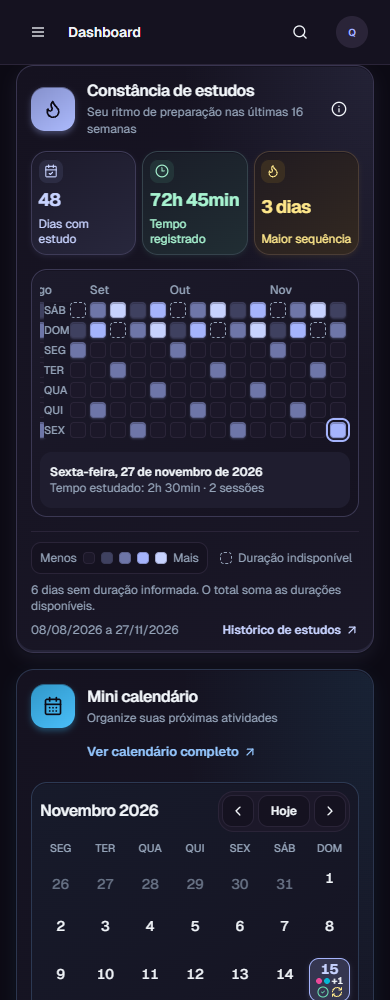 Dashboard
Q
Constância de estudos
Seu ritmo de preparação nas últimas 16
semanas
48
Dias com
estudo
72h 45min
Tempo
registrado
3 dias
Maior sequência
go Set Out Nov
SÁB
DOM
SEG
TER
QUA
QUI
SEX
Sexta-feira, 27 de novembro de 2026
Tempo estudado: 2h 30min · 2 sessões
Menos Mais Duração indisponível
6 dias sem duração informada. O total soma as durações
disponíveis.
08/08/2026 a 27/11/2026 Histórico de estudos
Mini calendário
Organize suas próximas atividades
Ver calendário completo
Novembro 2026 Hoje
SEG TER QUA QUI SEX SÁB DOM
26 27 28 29 30 31 1
2 3 4 5 6 7 8
9 10 11 12 13 14 15
+1